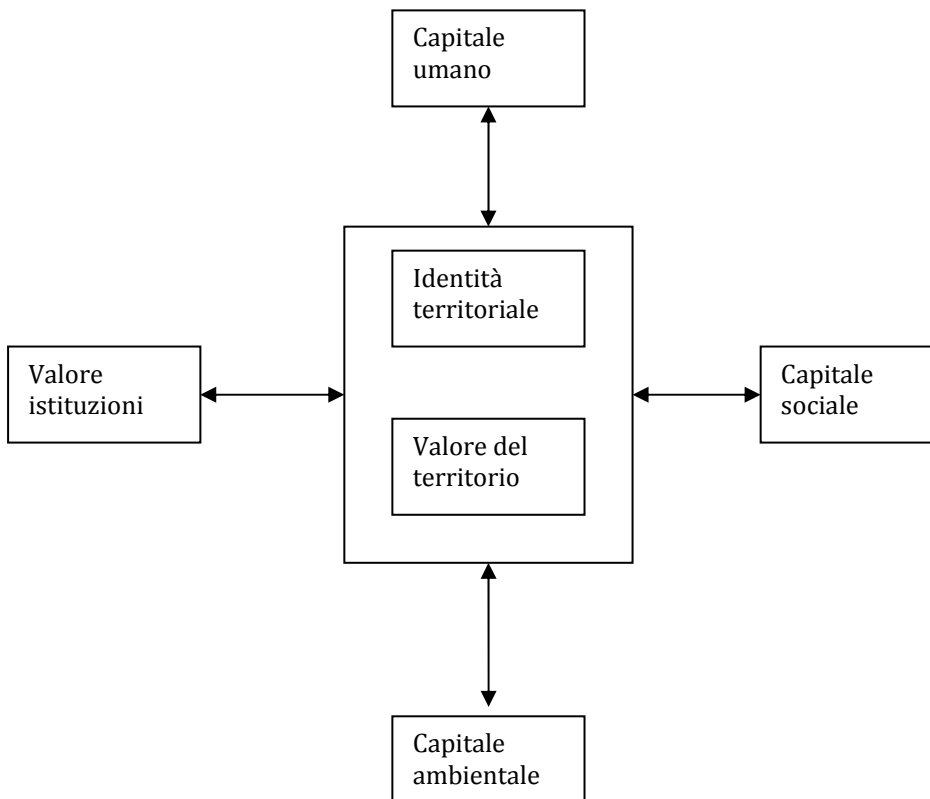 Capitale
umano
Identità
territoriale
Valore
istituzioni
Capitale
sociale
Valore del
territorio
Capitale
ambientale